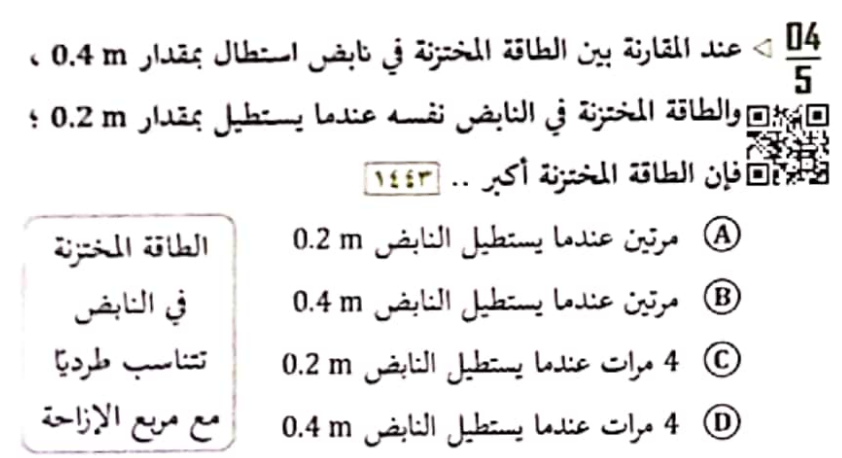 04
5
◁ عند المقارنة بين الطاقة المختزنة في نابض استطال بمقدار 0.4 m ،
والطاقة المختزنة في النابض نفسه عندما يستطيل بمقدار 0.2 m ؛
فإن الطاقة المختزنة أكبر .. ١٤٤٣
A مرتين عندما يستطيل النابض 0.2 m
B مرتين عندما يستطيل النابض 0.4 m
C 4 مرات عندما يستطيل النابض 0.2 m
D 4 مرات عندما يستطيل النابض 0.4 m
الطاقة المختزنة
في النابض
تتناسب طرديًا
مع مربع الإزاحة